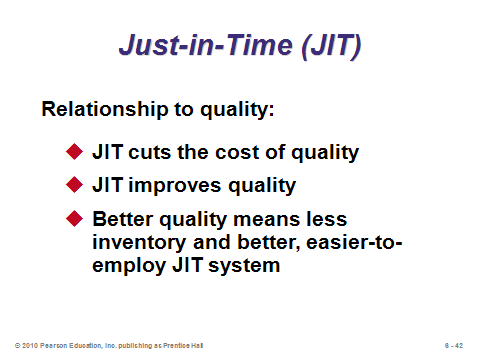 Just-in-Time (JIT)
Relationship to quality:
JIT cuts the cost of quality
JIT improves quality
Better quality means less
inventory and better, easier-to-
employ JIT system
© 2010 Pearson Education, Inc. publishing as Prentice Hall
6 - 42